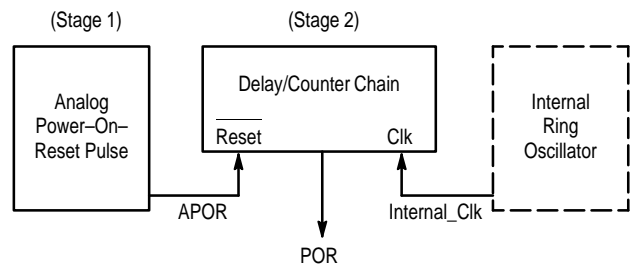 (Stage 1)
(Stage 2)
Analog
Power–On–
Reset Pulse
Delay/Counter Chain
Reset
Clk
Internal
Ring
Oscillator
APOR
Internal_Clk
POR